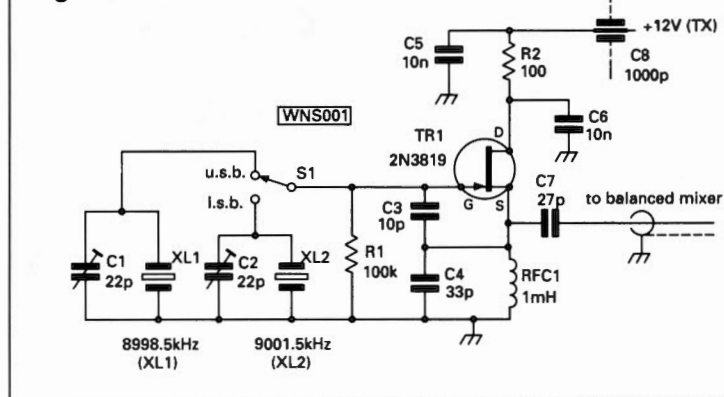 +12V (TX)
C5
10n
R2
100
C8
1000p
WNS001
C6
10n
TR1
2N3819
D
G
S
u.s.b.
S1
l.s.b.
C7
27p
to balanced mixer
C3
10p
C1
22p
XL1
C2
22p
XL2
R1
100k
C4
33p
RFC1
1mH
8998.5kHz
(XL1)
9001.5kHz
(XL2)